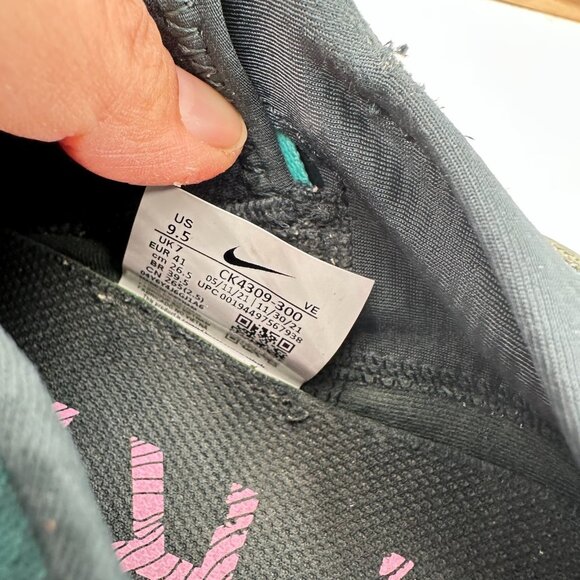 US
9.5
UK 7
EUR 41
cm 26.5
BR 39.5
CN 265(2.5)
CK4309-300 VE
05/11/21 | 11/30/21
UPC 00194497567938